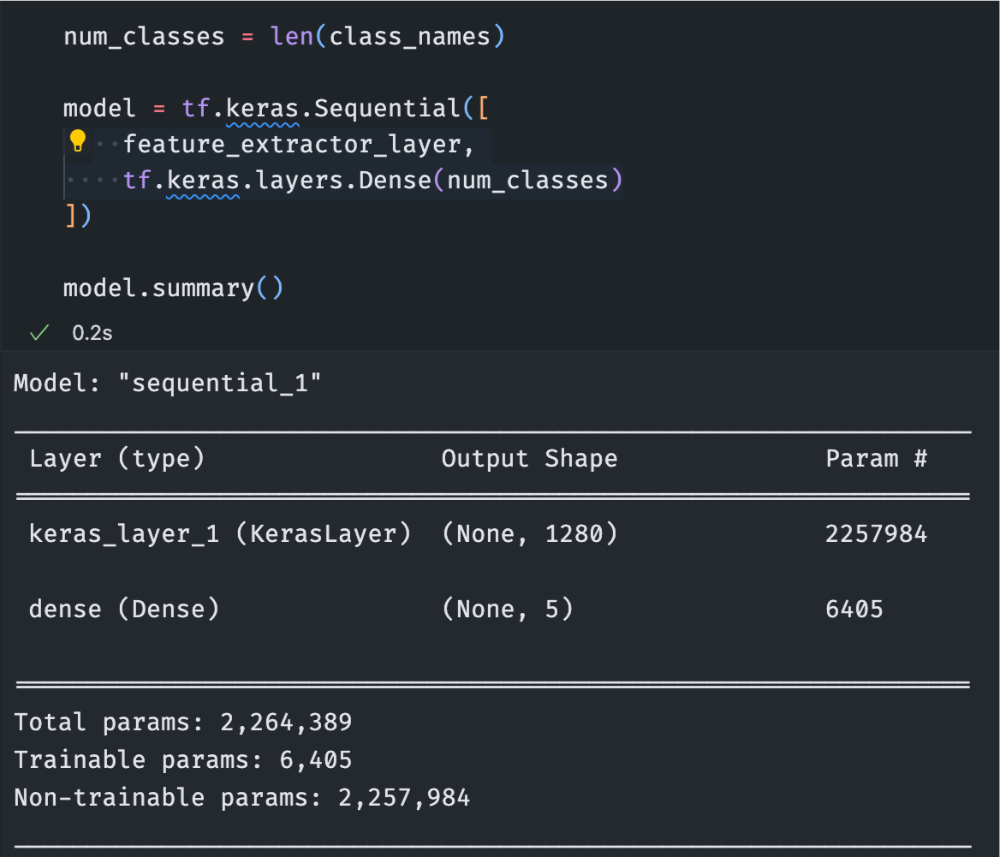 num_classes = len(class_names)
model = tf.keras.Sequential([
feature_extractor_layer,
tf.keras.layers.Dense(num_classes)
])
model.summary()
0.2s
Model: "sequential_1"
Layer (type) Output Shape Param #
keras_layer_1 (KerasLayer) (None, 1280) 2257984
dense (Dense) (None, 5) 6405
Total params: 2,264,389
Trainable params: 6,405
Non-trainable params: 2,257,984